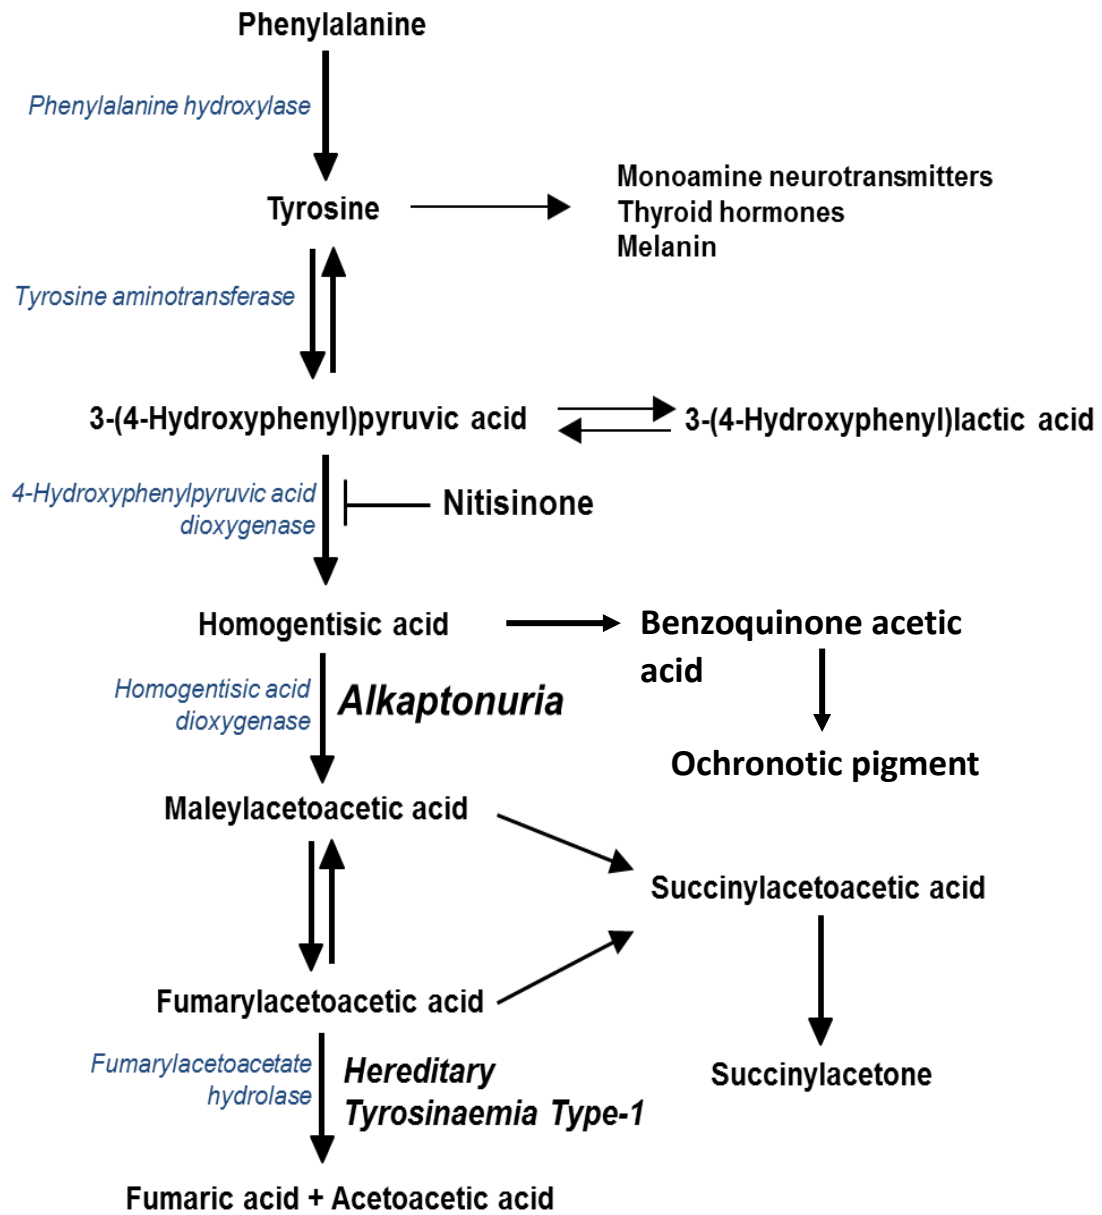 Phenylalanine
Phenylalanine hydroxylase
Tyrosine
Monoamine neurotransmitters
Thyroid hormones
Melanin
Tyrosine aminotransferase
3-(4-Hydroxyphenyl)pyruvic acid
3-(4-Hydroxyphenyl)lactic acid
4-Hydroxyphenylpyruvic acid
dioxygenase
Nitisinone
Homogentisic acid
Benzoquinone acetic
acid
Homogentisic acid
dioxygenase
Alkaptonuria
Ochronotic pigment
Maleylacetoacetic acid
Succinylacetoacetic acid
Fumarylacetoacetic acid
Fumarylacetoacetate
hydrolase
Hereditary
Tyrosinaemia Type-1
Succinylacetone
Fumaric acid + Acetoacetic acid